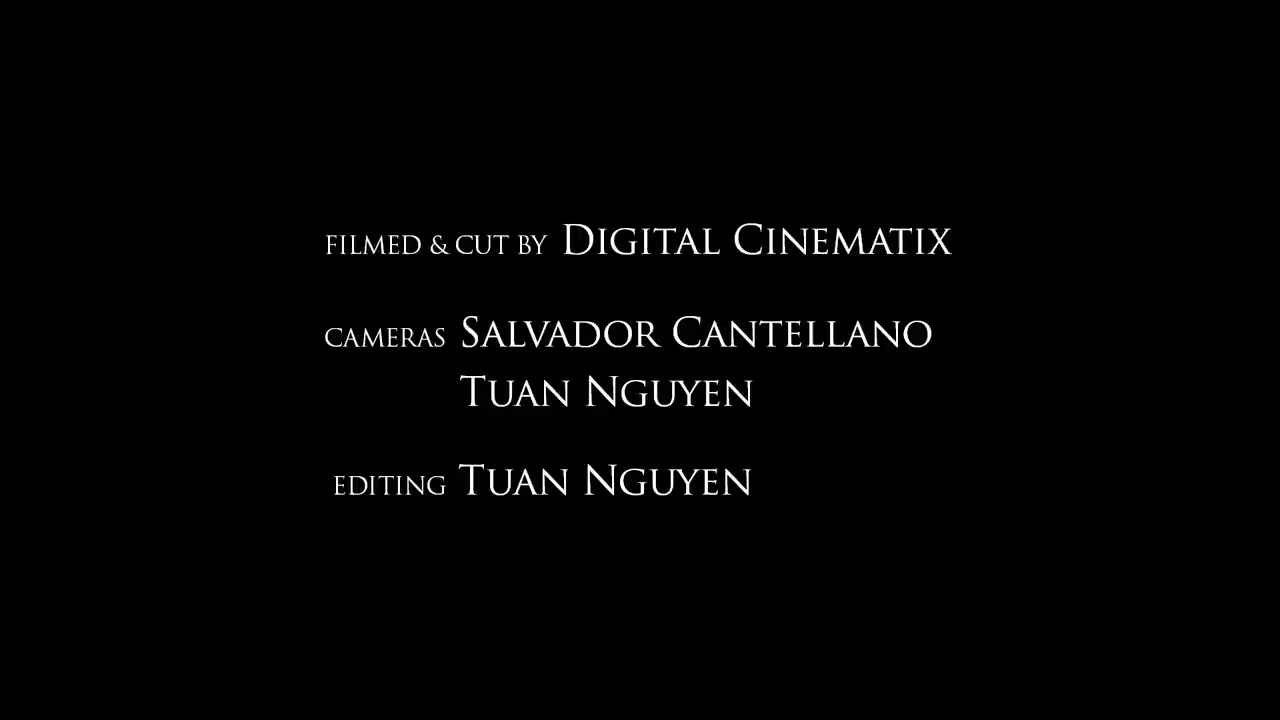 FILMED & CUT BY DIGITAL CINEMATIX
CAMERAS SALVADOR CANTELLANO
TUAN NGUYEN
EDITING TUAN NGUYEN